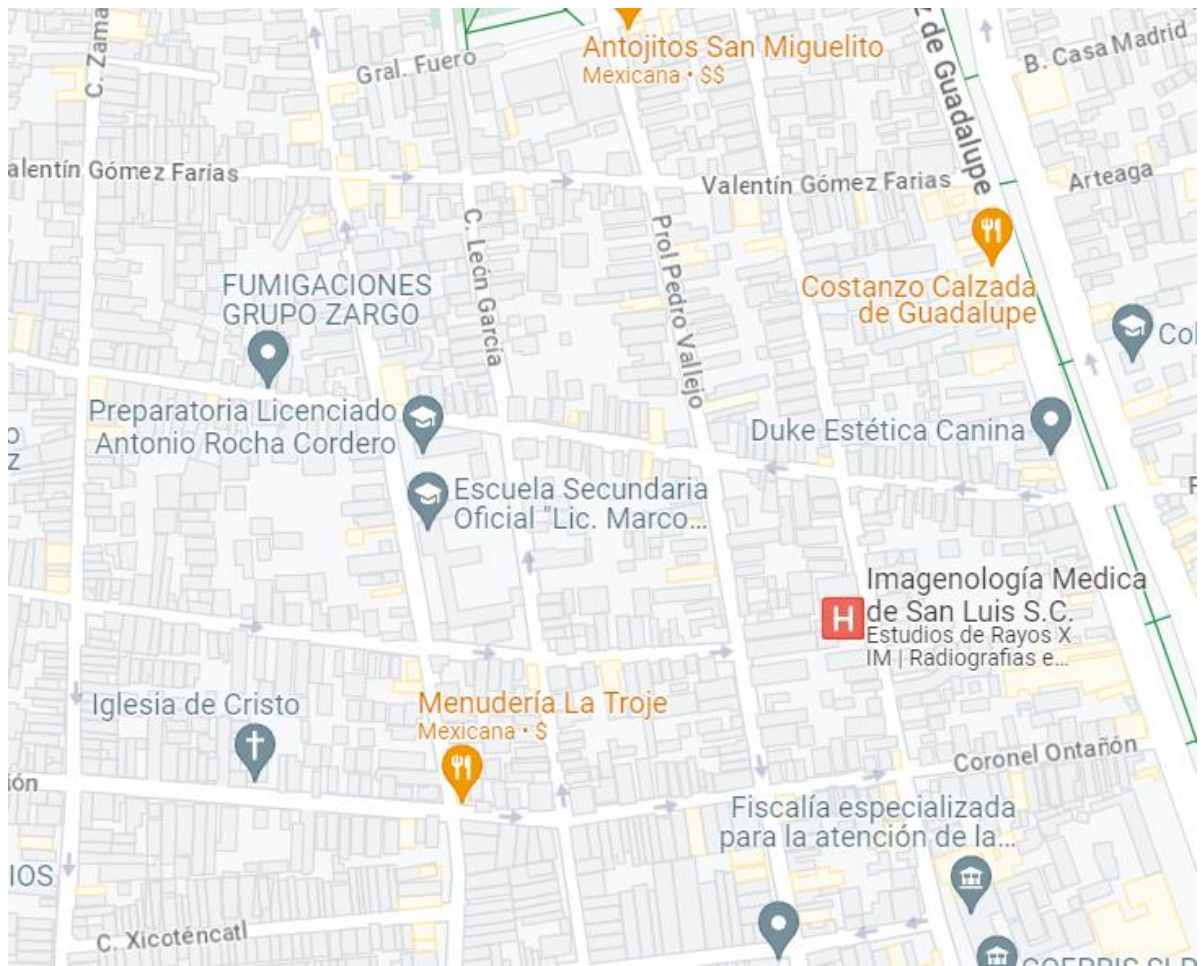 C. Zama
Gral. Fuero
Antojitos San Miguelito
Mexicana • $$
z de Guadalupe
B. Casa Madrid
alentín Gómez Farias
Valentín Gómez Farias
Arteaga
C. León García
Prol Pedro Vallejo
FUMIGACIONES
GRUPO ZARGO
Costanzo Calzada
de Guadalupe
Col
Preparatoria Licenciado
Antonio Rocha Cordero
Duke Estética Canina
Z
Escuela Secundaria
Oficial "Lic. Marco...
Imagenología Medica
de San Luis S.C.
Estudios de Rayos X
IM | Radiografias e...
H
Iglesia de Cristo
Menudería La Troje
Mexicana • $
Coronel Ontañón
ión
Fiscalía especializada
para la atención de la...
IOS
C. Xicoténcatl